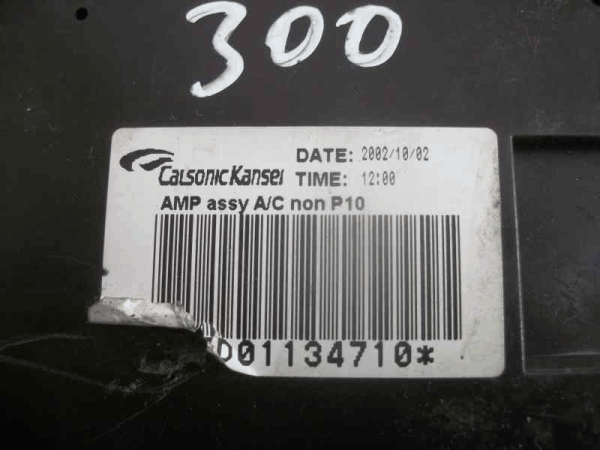 300
DATE: 2002/10/02
CalsonicKansei TIME: 12:00
AMP assy A/C non P10
D01134710*